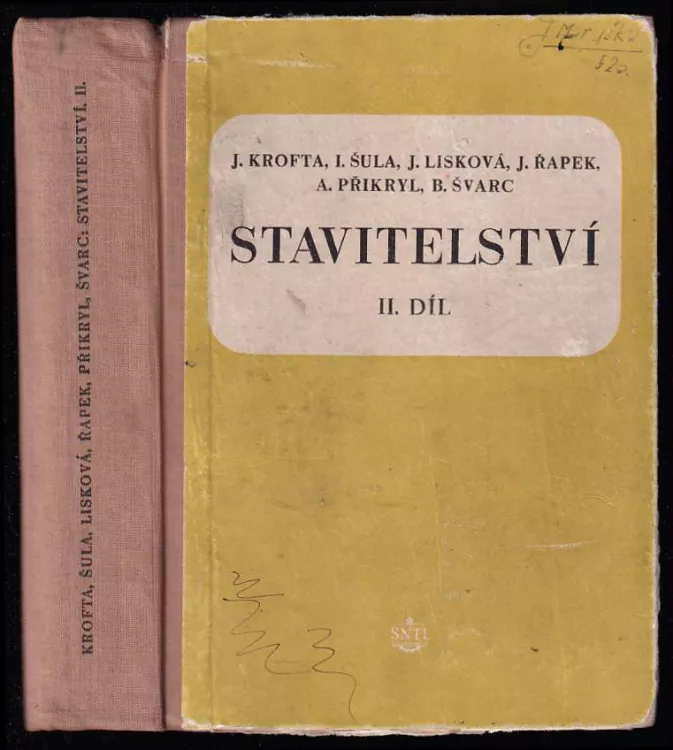 KROFTA, ŠULA, LISKOVÁ, ŘAPEK, PŘIKRYL, ŠVARC: STAVITELSTVÍ, II.
J. KROFTA, I. ŠULA, J. LISKOVÁ, J. ŘAPEK,
A. PŘIKRYL, B. ŠVARC
STAVITELSTVÍ
II. DÍL
SNTL